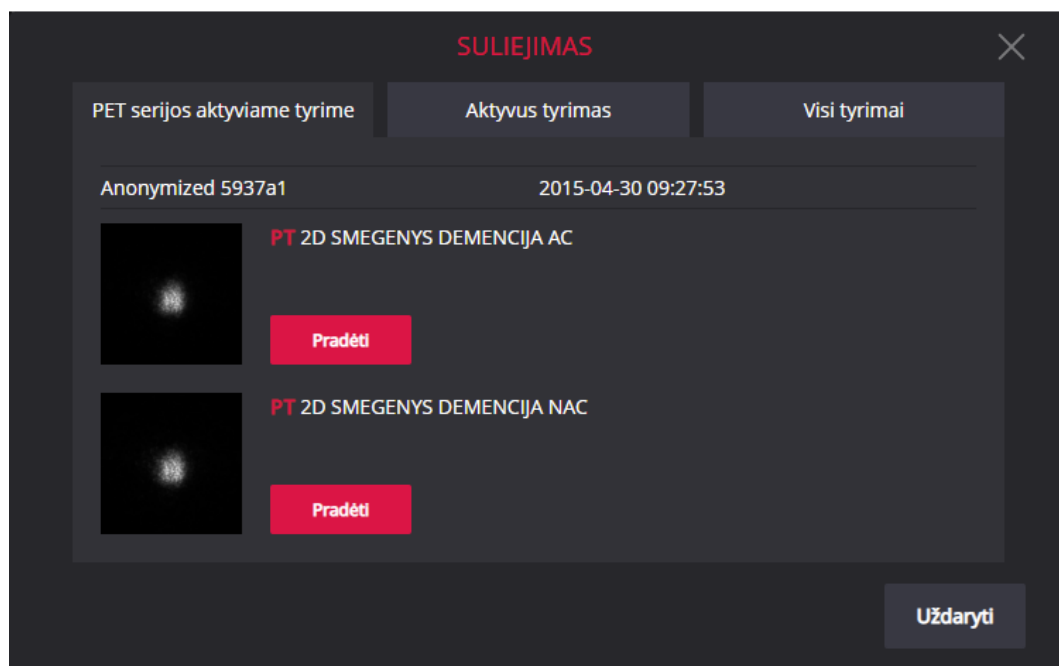 SULIEJIMAS
PET serijos aktyviame tyrime
Aktyvus tyrimas
Visi tyrimai
Anonymized 5937a1
2015-04-30 09:27:53
PT 2D SMEGENYS DEMENCIJA AC
Pradėti
PT 2D SMEGENYS DEMENCIJA NAC
Pradėti
Uždaryti